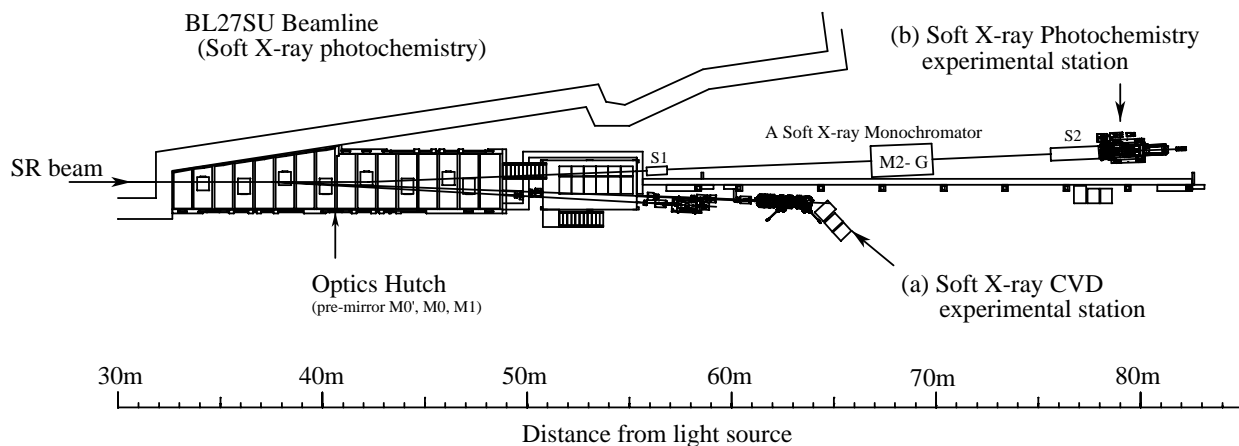 BL27SU Beamline
(Soft X-ray photochemistry)
(b) Soft X-ray Photochemistry
experimental station
A Soft X-ray Monochromator
S1
M2- G
S2
SR beam
Optics Hutch
(pre-mirror M0', M0, M1)
(a) Soft X-ray CVD
experimental station
30m 40m 50m 60m 70m 80m
Distance from light source